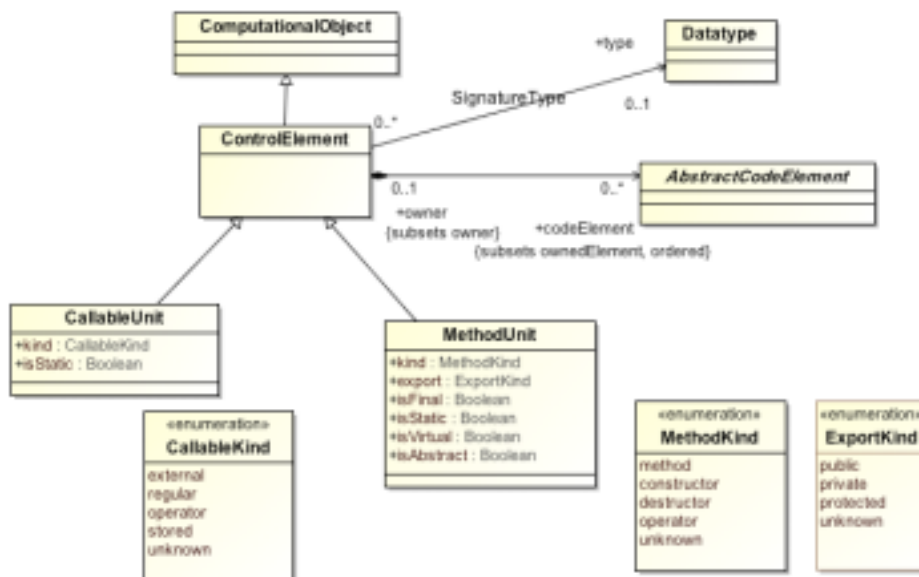 ComputationalObject
Datatype
+type
SignatureType
0..*
0..1
ControlElement
AbstractCodeElement
0..1
0..*
+owner
{subsets owner}
+codeElement
{subsets ownedElement, ordered}
CallableUnit
+kind : CallableKind
+isStatic : Boolean
MethodUnit
+kind : MethodKind
+export : ExportKind
+isFinal : Boolean
+isStatic : Boolean
+isVirtual : Boolean
+isAbstract : Boolean
«enumeration»
CallableKind
external
regular
operator
stored
unknown
«enumeration»
MethodKind
method
constructor
destructor
operator
unknown
«enumeration»
ExportKind
public
private
protected
unknown